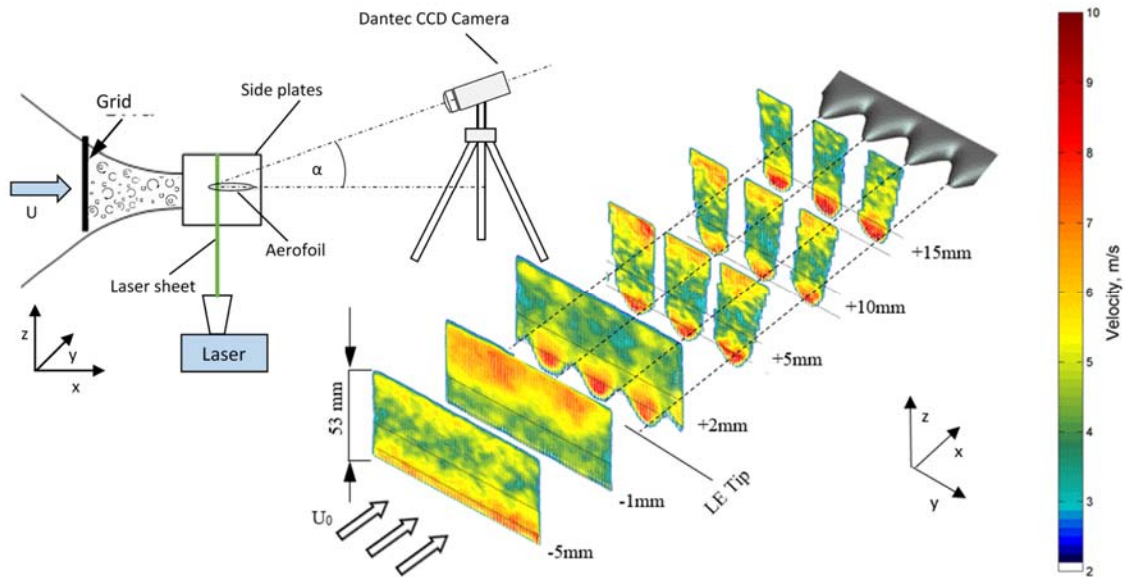 Dantec CCD Camera
Side plates
Grid
U
α
Aerofoil
Laser sheet
Laser
z
y
x
53 mm
U₀
-5mm
-1mm
LE Tip
+2mm
+5mm
+10mm
+15mm
z
x
y
10
9
8
7
6
5
4
3
2
Velocity, m/s